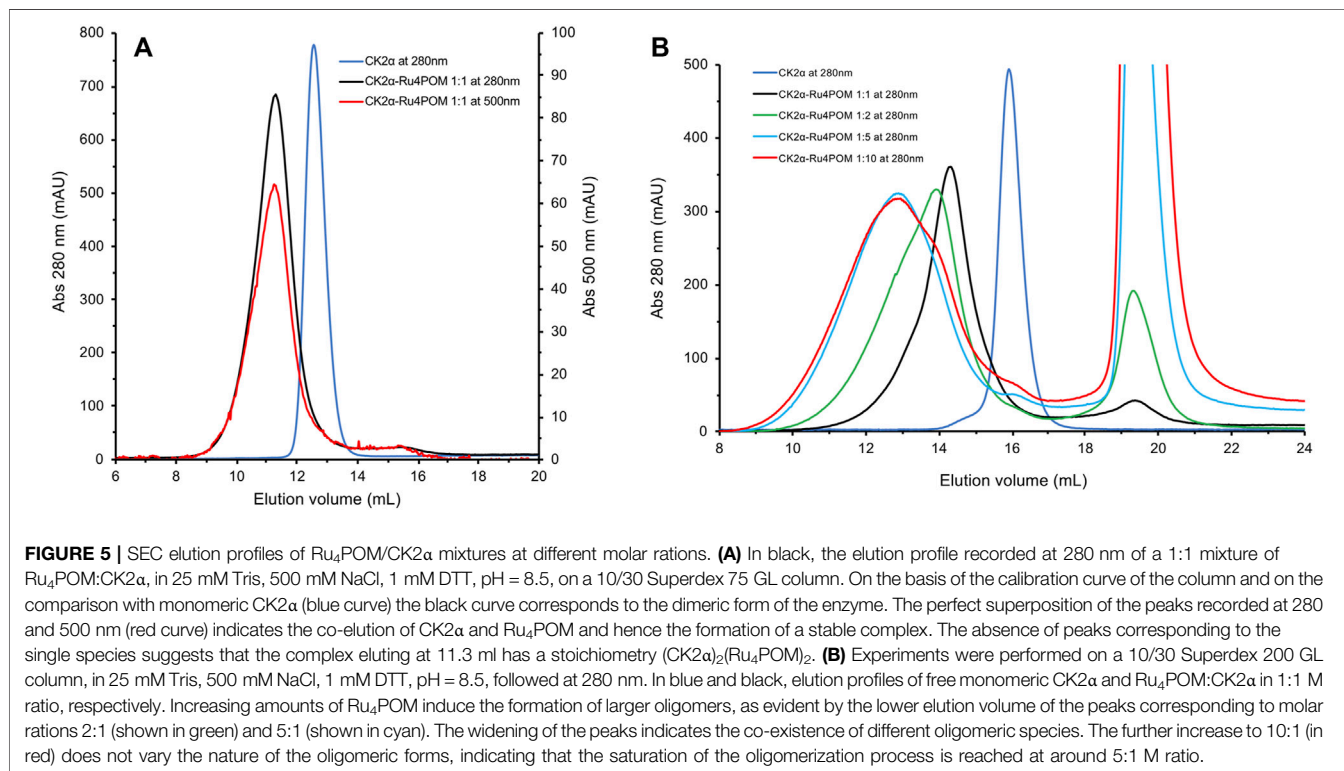 A
CK2α at 280nm
CK2α-Ru4POM 1:1 at 280nm
CK2α-Ru4POM 1:1 at 500nm
Abs 280 nm (mAU)
800
700
600
500
400
300
200
100
0
100
90
80
70
60
50
40
30
20
10
0
Abs 500 nm (mAU)
6 8 10 12 14 16 18 20
Elution volume (mL)
B
CK2α at 280nm
CK2α-Ru4POM 1:1 at 280nm
CK2α-Ru4POM 1:2 at 280nm
CK2α-Ru4POM 1:5 at 280nm
CK2α-Ru4POM 1:10 at 280nm
Abs 280 nm (mAU)
500
400
300
200
100
0
8 10 12 14 16 18 20 22 24
Elution volume (mL)
FIGURE 5 | SEC elution profiles of Ru₄POM/CK2α mixtures at different molar rations. (A) In black, the elution profile recorded at 280 nm of a 1:1 mixture of
Ru₄POM:CK2α, in 25 mM Tris, 500 mM NaCl, 1 mM DTT, pH = 8.5, on a 10/30 Superdex 75 GL column. On the basis of the calibration curve of the column and on the
comparison with monomeric CK2α (blue curve) the black curve corresponds to the dimeric form of the enzyme. The perfect superposition of the peaks recorded at 280
and 500 nm (red curve) indicates the co-elution of CK2α and Ru₄POM and hence the formation of a stable complex. The absence of peaks corresponding to the
single species suggests that the complex eluting at 11.3 ml has a stoichiometry (CK2α)₂(Ru₄POM)₂. (B) Experiments were performed on a 10/30 Superdex 200 GL
column, in 25 mM Tris, 500 mM NaCl, 1 mM DTT, pH = 8.5, followed at 280 nm. In blue and black, elution profiles of free monomeric CK2α and Ru₄POM:CK2α in 1:1 M
ratio, respectively. Increasing amounts of Ru₄POM induce the formation of larger oligomers, as evident by the lower elution volume of the peaks corresponding to molar
rations 2:1 (shown in green) and 5:1 (shown in cyan). The widening of the peaks indicates the co-existence of different oligomeric species. The further increase to 10:1 (in
red) does not vary the nature of the oligomeric forms, indicating that the saturation of the oligomerization process is reached at around 5:1 M ratio.